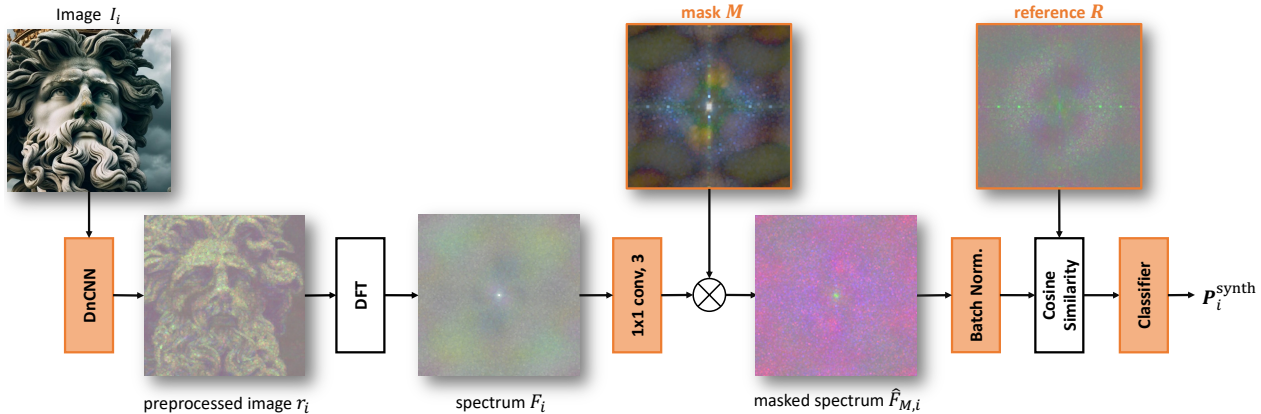 Image I_i
mask M
reference R
DnCNN
DFT
1x1 conv, 3
Batch Norm.
Cosine
Similarity
Classifier
P_i^synth
preprocessed image r_i
spectrum F_i
masked spectrum F̂_M,i